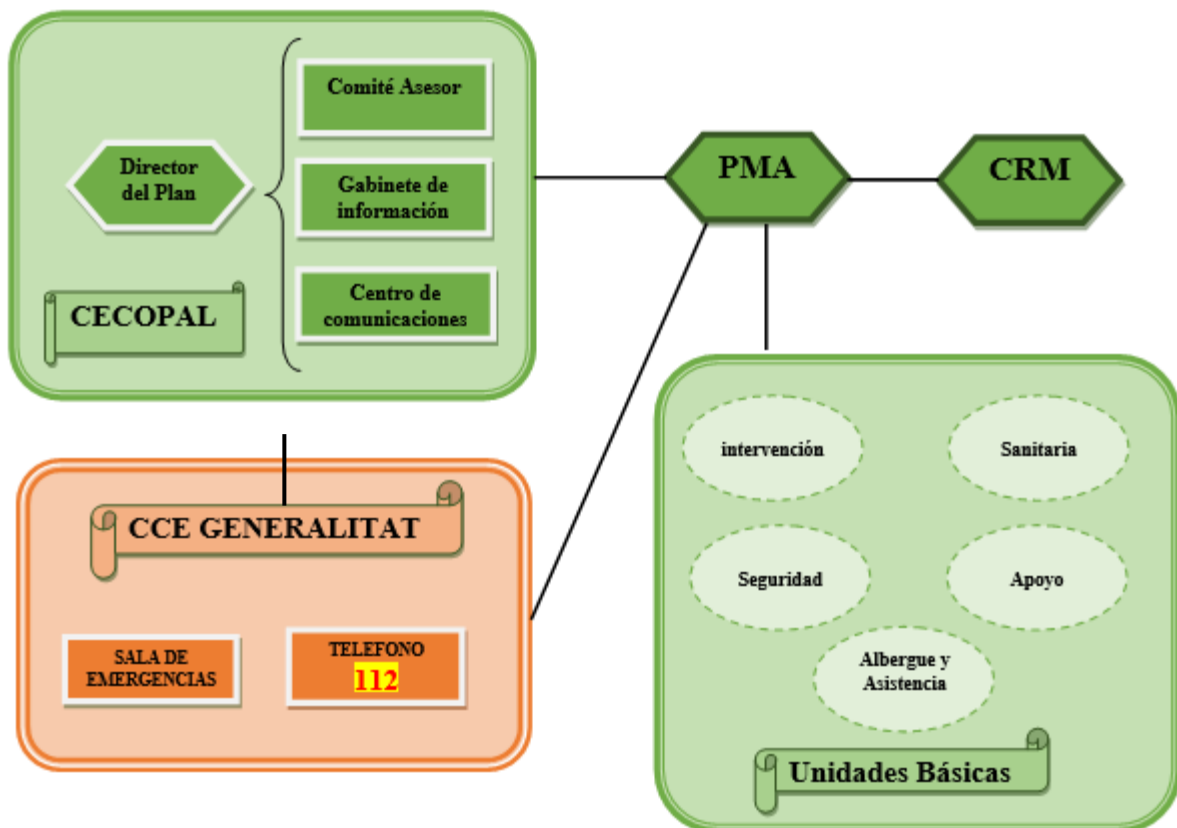 Comité Asesor
Director
del Plan
Gabinete de
información
Centro de
comunicaciones
CECOPAL
PMA
CRM
CCE GENERALITAT
SALA DE
EMERGENCIAS
TELEFONO
112
intervención
Sanitaria
Seguridad
Apoyo
Albergue y
Asistencia
Unidades Básicas